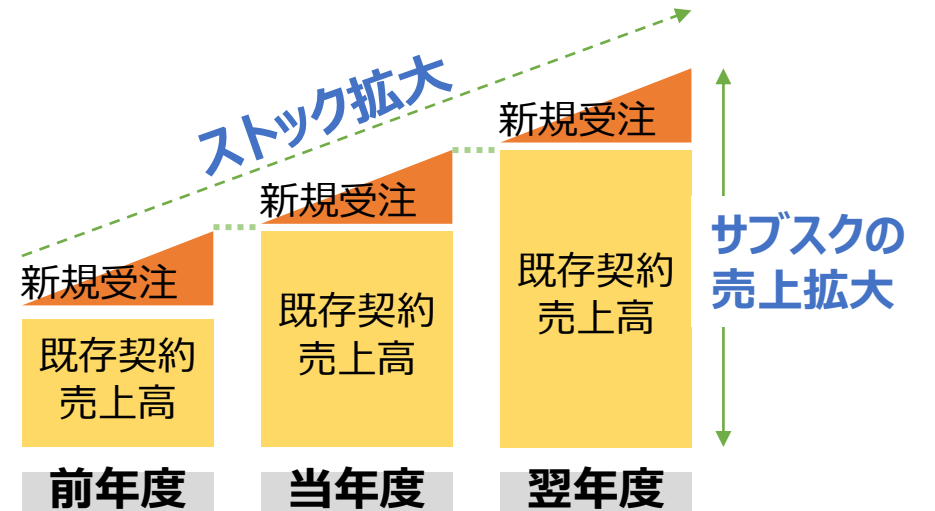 ストック拡大
新規受注
既存契約
売上高
前年度
新規受注
既存契約
売上高
当年度
新規受注
既存契約
売上高
翌年度
サブスクの
売上拡大